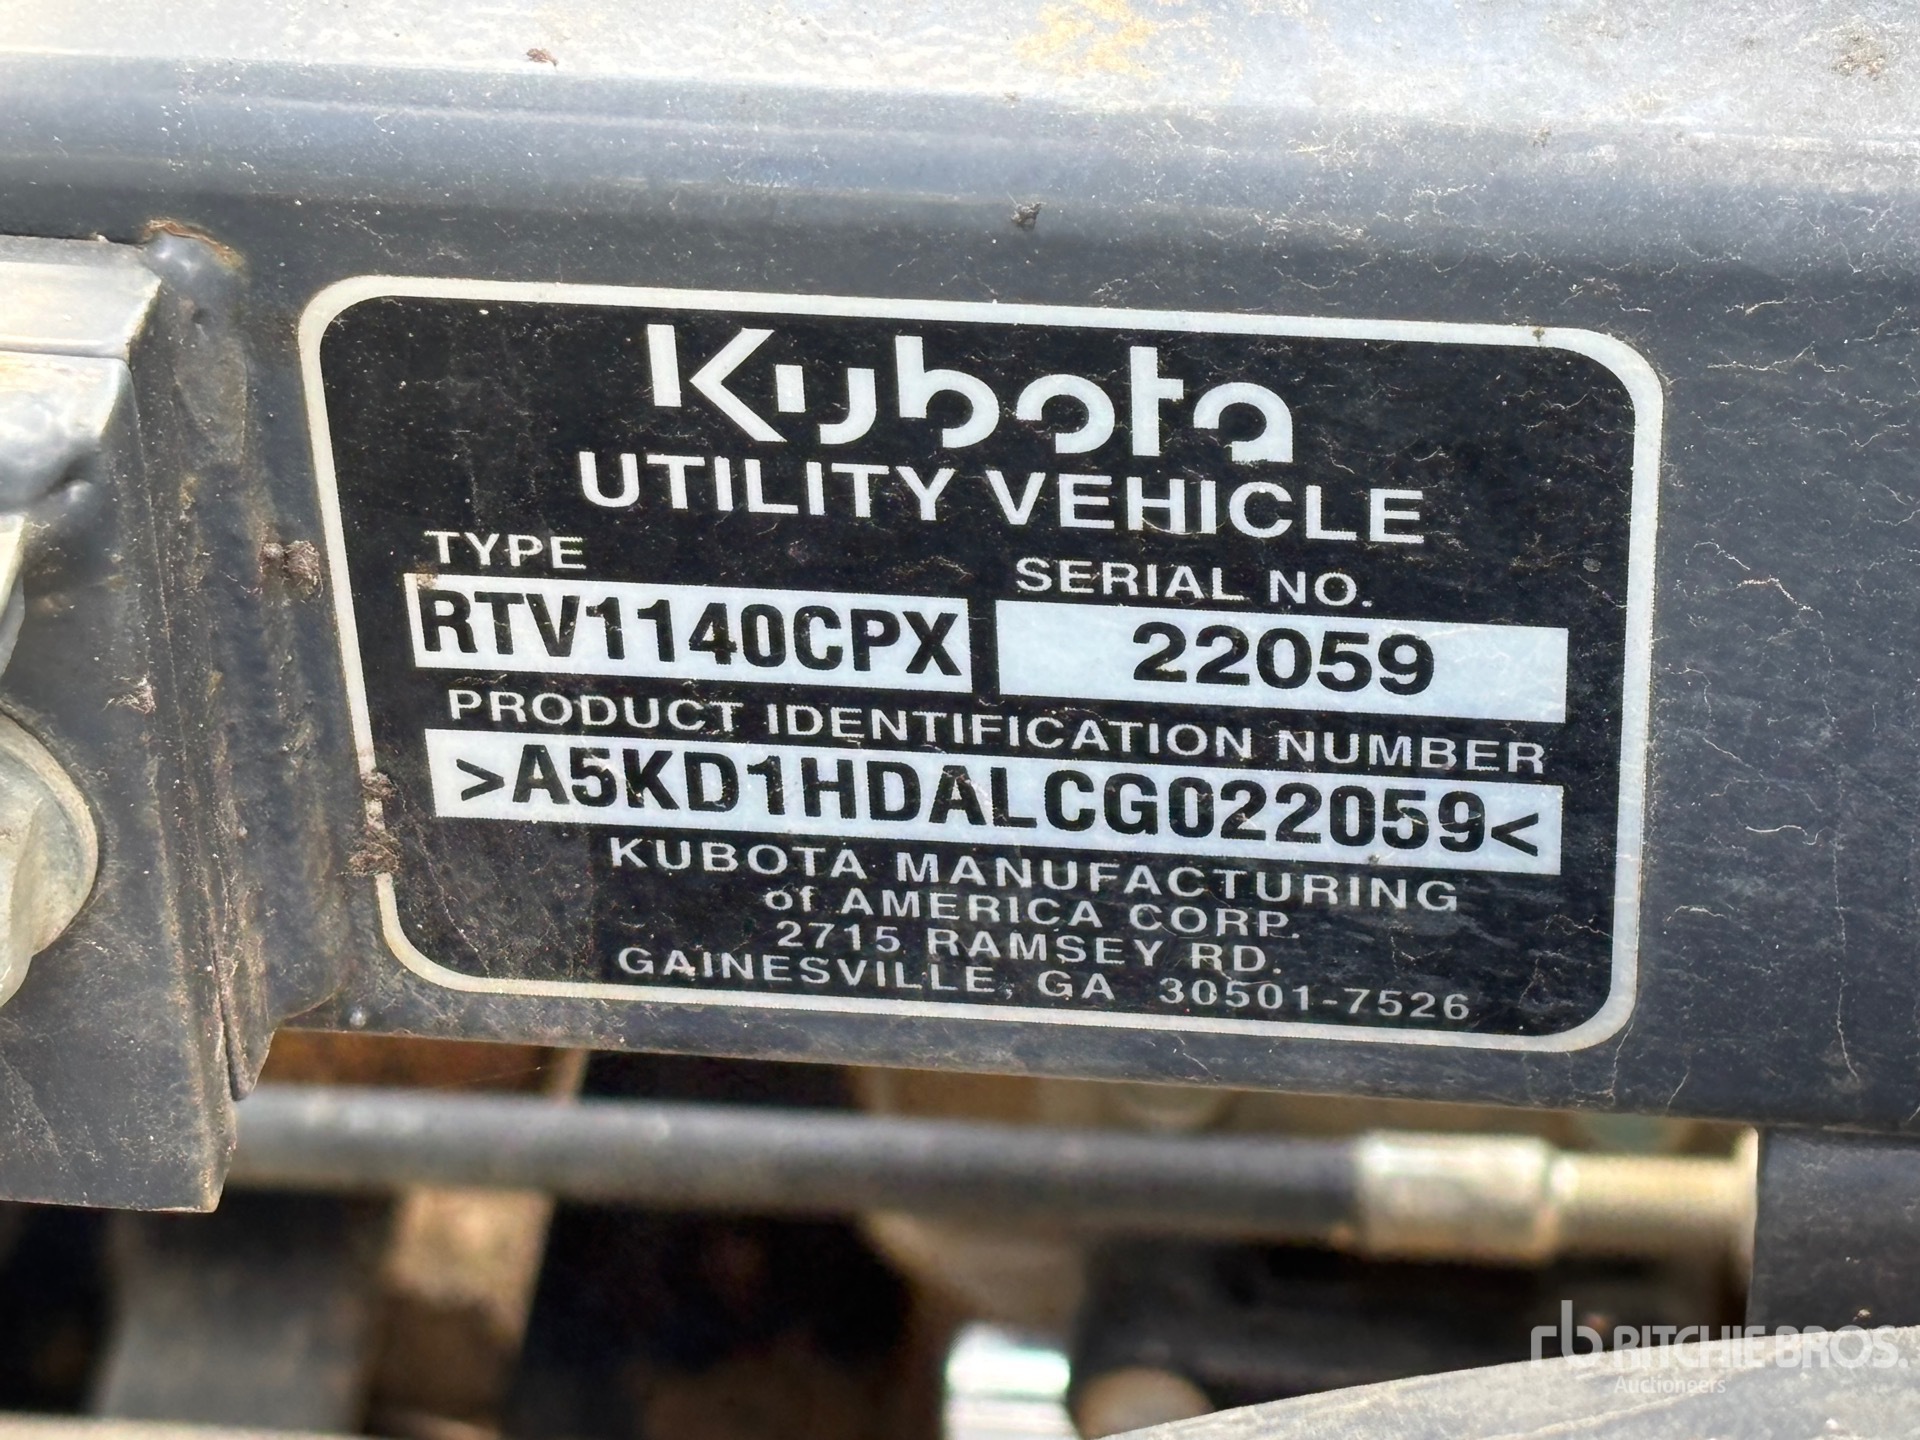 Kubota
UTILITY VEHICLE
TYPE
SERIAL NO.
RTV1140CPX
22059
PRODUCT IDENTIFICATION NUMBER
>A5KD1HDALCG022059<
KUBOTA MANUFACTURING
of AMERICA CORP.
2715 RAMSEY RD.
GAINESVILLE, GA 30501-7526
rb RITCHIE BROS.
Auctioneers